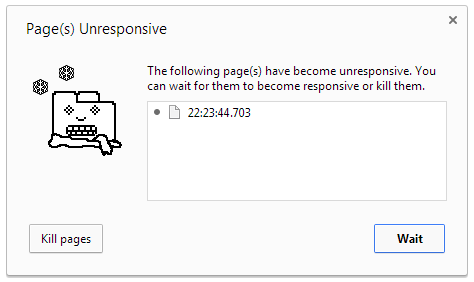 Page(s) Unresponsive
The following page(s) have become unresponsive. You
can wait for them to become responsive or kill them.
22:23:44.703
Kill pages
Wait